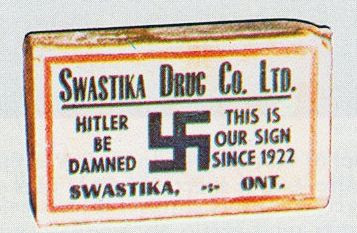 SWASTIKA DRUG CO. LTD.
HITLER
BE
DAMNED
THIS IS
OUR SIGN
SINCE 1922
SWASTIKA, -:- ONT.